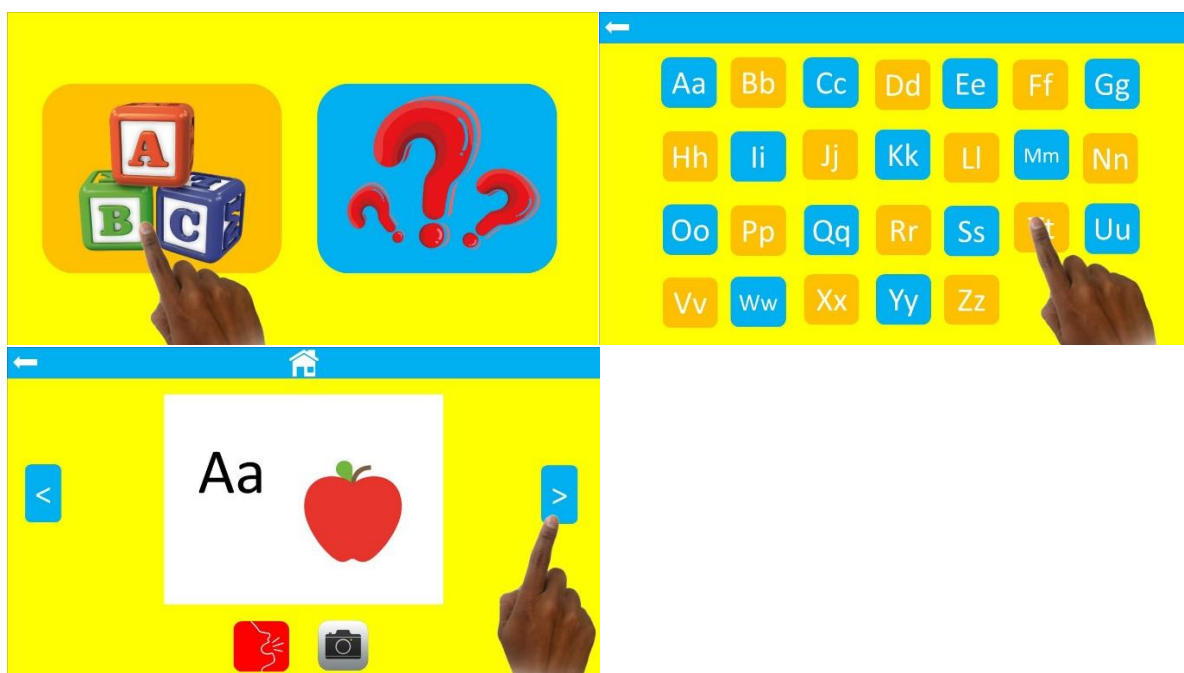 A
B C
Aa Bb Cc Dd Ee Ff Gg
Hh Ii Jj Kk Ll Mm Nn
Oo Pp Qq Rr Ss Uu
Vv Ww Xx Yy Zz
Aa
< >